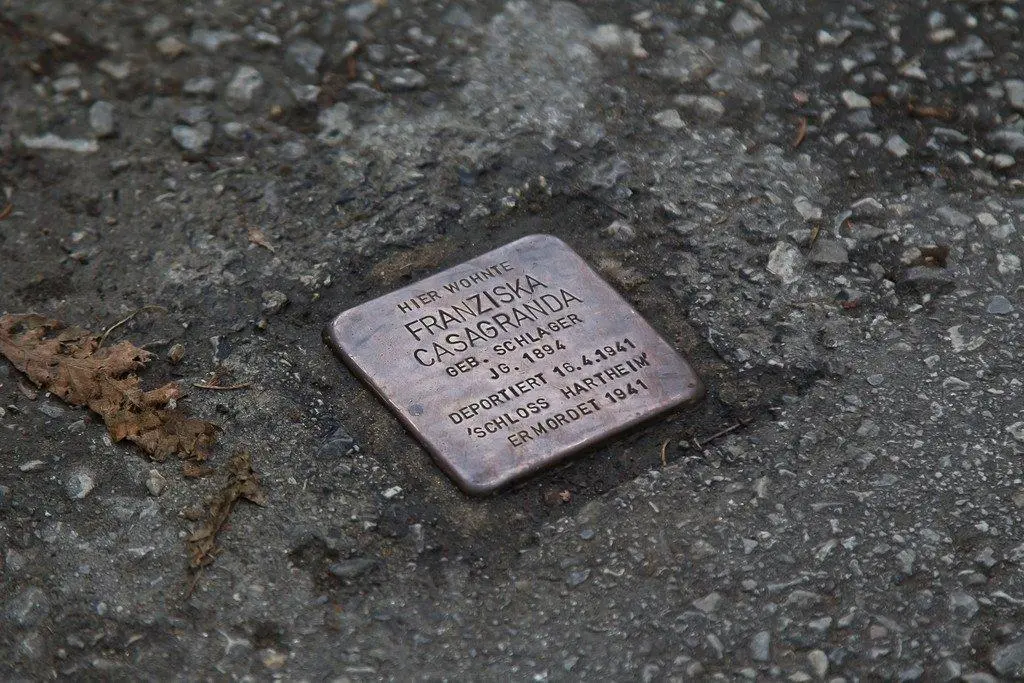 HIER WOHNTE
FRANZISKA
CASAGRANDA
GEB. SCHLAGER
JG. 1894
DEPORTIERT 16.4.1941
'SCHLOSS HARTHEIM'
ERMORDET 1941